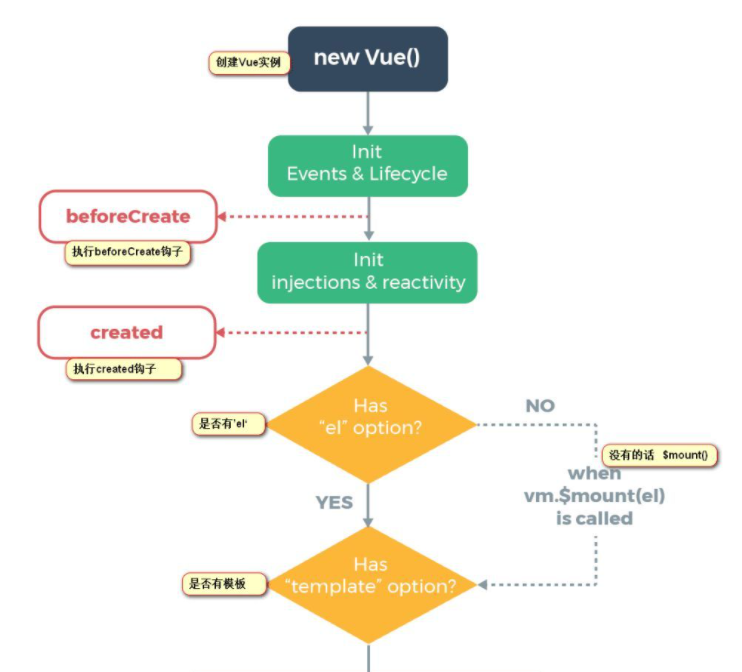 new Vue()
创建Vue实例
Init
Events & Lifecycle
beforeCreate
执行beforeCreate钩子
Init
injections & reactivity
created
执行created钩子
Has
“el” option?
是否有'el'
NO
没有的话 $mount()
when
vm.$mount(el)
is called
YES
Has
“template” option?
是否有模板